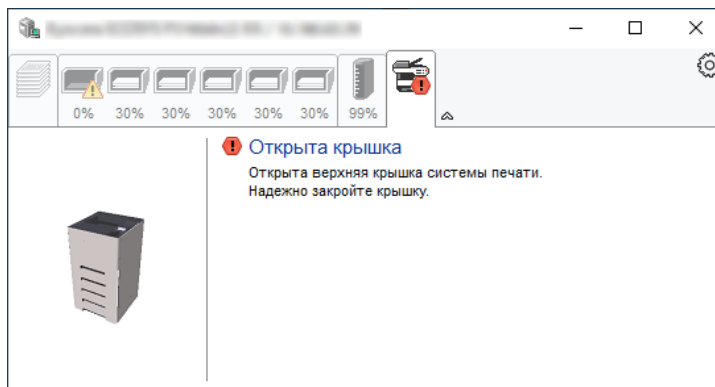 0% 30% 30% 30% 30% 30% 99%
Открыта крышка
Открыта верхняя крышка системы печати.
Надежно закройте крышку.